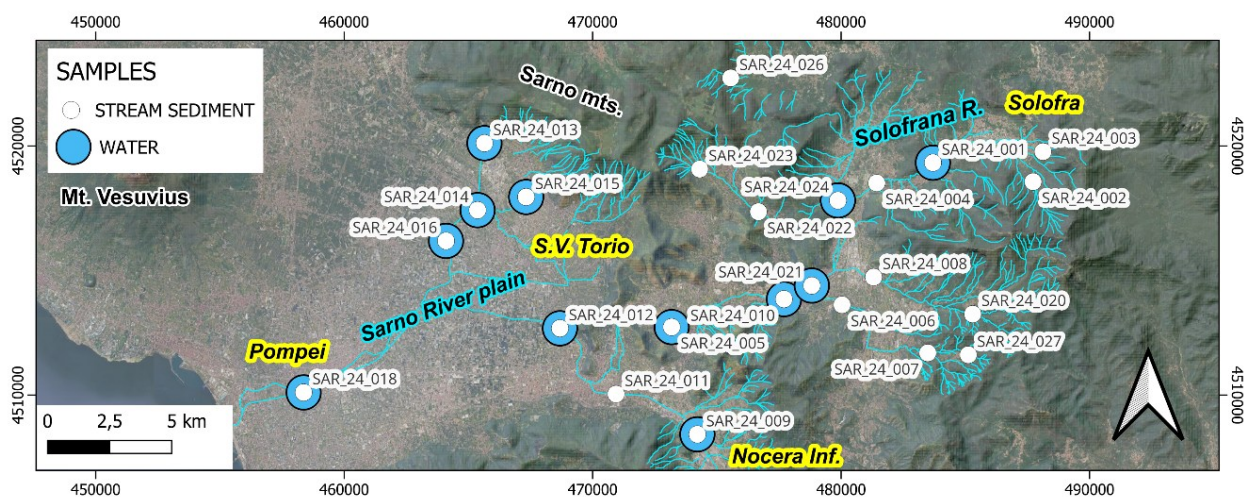 450000 460000 470000 480000 490000
SAMPLES
STREAM SEDIMENT
WATER
Mt. Vesuvius
Sarno mts.
SAR_24_026
Solofrana R.
Solofra
SAR_24_013
SAR_24_003
SAR_24_001
SAR_24_023
SAR_24_015
SAR_24_024
SAR_24_014
SAR_24_004
SAR_24_002
SAR_24_022
SAR_24_016
S.V. Torio
SAR_24_021
SAR_24_008
Sarno River plain
SAR_24_020
SAR_24_012
SAR_24_010
SAR_24_006
SAR_24_005
SAR_24_027
Pompei
SAR_24_007
SAR_24_018
SAR_24_011
SAR_24_009
Nocera Inf.
0 2,5 5 km
4520000
4510000
4520000
4510000
450000 460000 470000 480000 490000